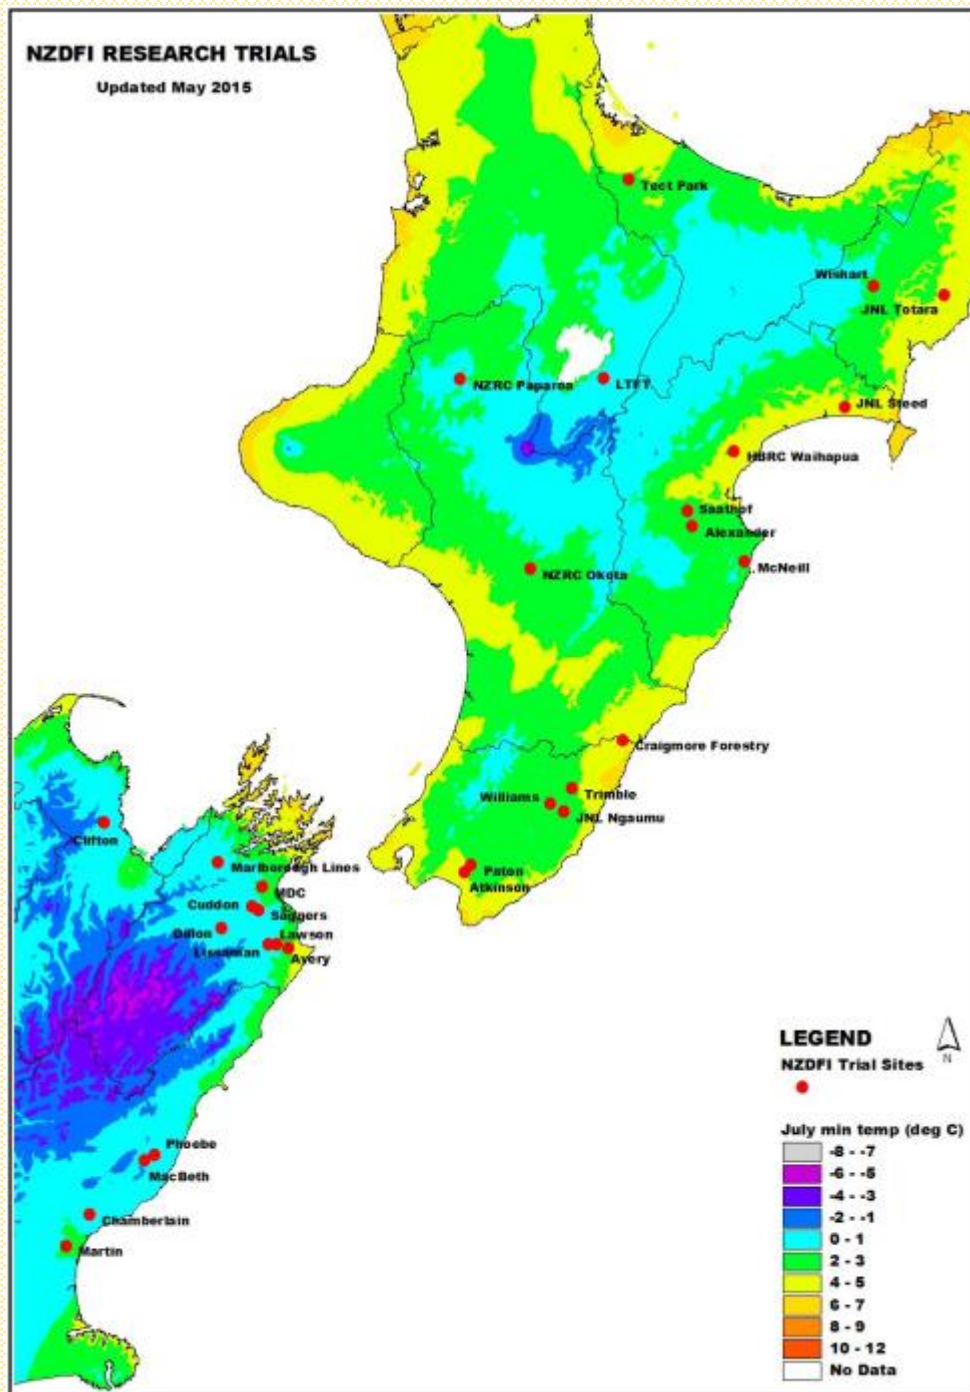 NZDFI RESEARCH TRIALS
Updated May 2015
Tect Park
Wishart
JNL Totara
NZRC Paparoa
LTFT
JNL Steed
HBRC Waihapua
Saathof
Alexander
McNeill
NZRC Okota
Craigmore Forestry
Trimble
Williams
JNL Ngaumu
Clifton
Marlborough Lines
Paton
Atkinson
MDC
Cuddon
Saggers
Dillon
Lawson
Lissaman
Avery
Phoebe
MacBeth
Chamberlain
Martin
LEGEND
N
NZDFI Trial Sites
July min temp (deg C)
-8 - -7
-6 - -5
-4 - -3
-2 - -1
0 - 1
2 - 3
4 - 5
6 - 7
8 - 9
10 - 12
No Data